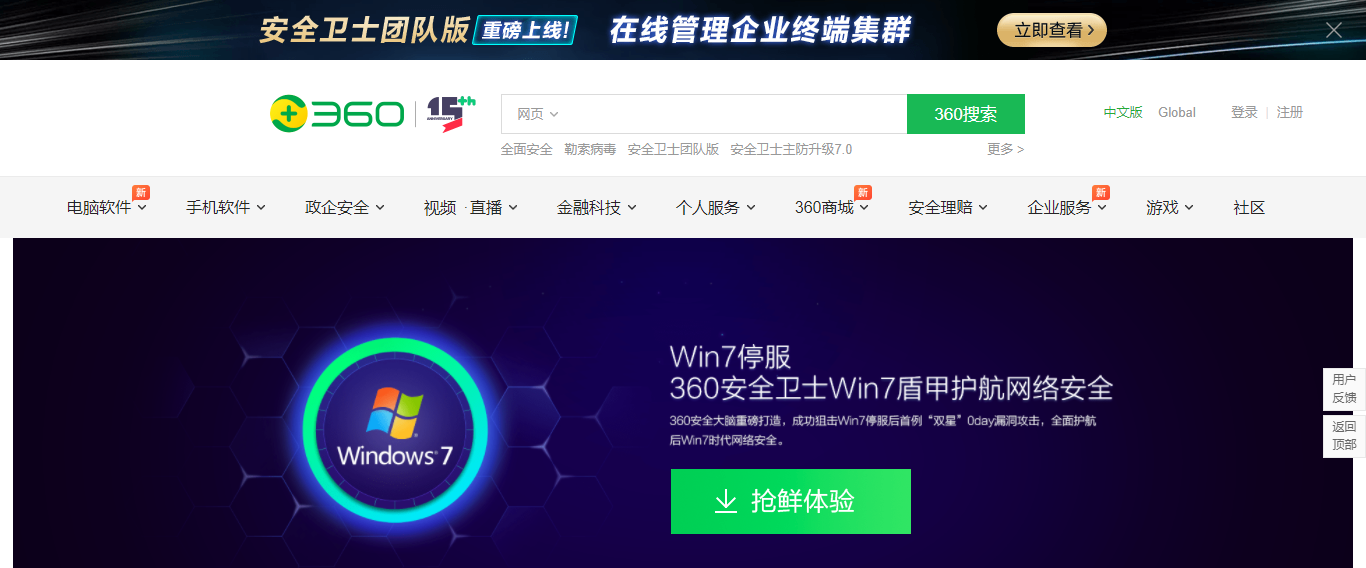 安全卫士团队版 重磅上线! 在线管理企业终端集群 立即查看 >
360 15th ANNIVERSARY
网页 360搜索 中文版 Global 登录 | 注册
全面安全 勒索病毒 安全卫士团队版 安全卫士主防升级7.0 更多 >
电脑软件 新 手机软件 政企安全 视频 · 直播 金融科技 个人服务 360商城 新 安全理赔 企业服务 新 游戏 社区
Win7停服
360安全卫士Win7盾甲护航网络安全
360安全大脑重磅打造，成功狙击Win7停服后首例“双星”0day漏洞攻击，全面护航
后Win7时代网络安全。
Windows 7
抢鲜体验
用户
反馈
返回
顶部